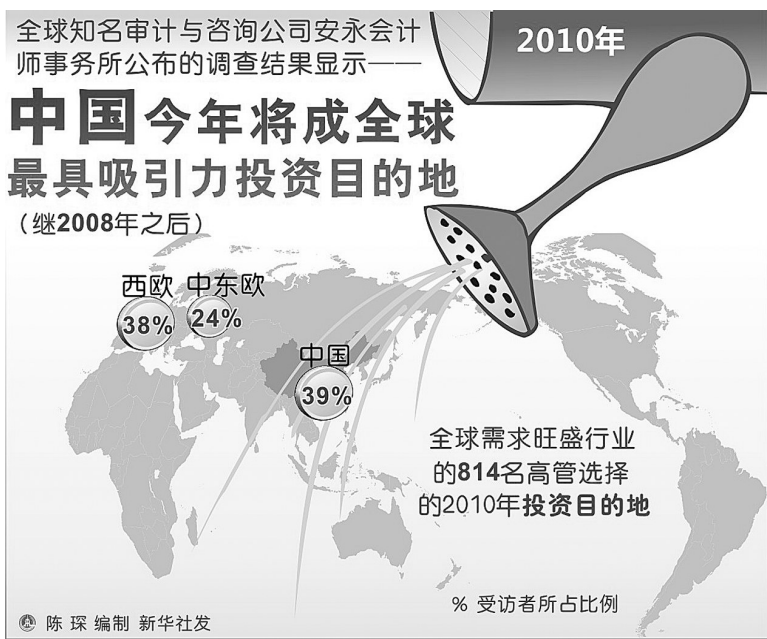 全球知名审计与咨询公司安永会计
师事务所公布的调查结果显示——
2010年
中国今年将成全球
最具吸引力投资目的地
(继2008年之后)
西欧
38%
中东欧
24%
中国
39%
全球需求旺盛行业
的814名高管选择
的2010年投资目的地
% 受访者所占比例
陈 琛 编制 新华社发